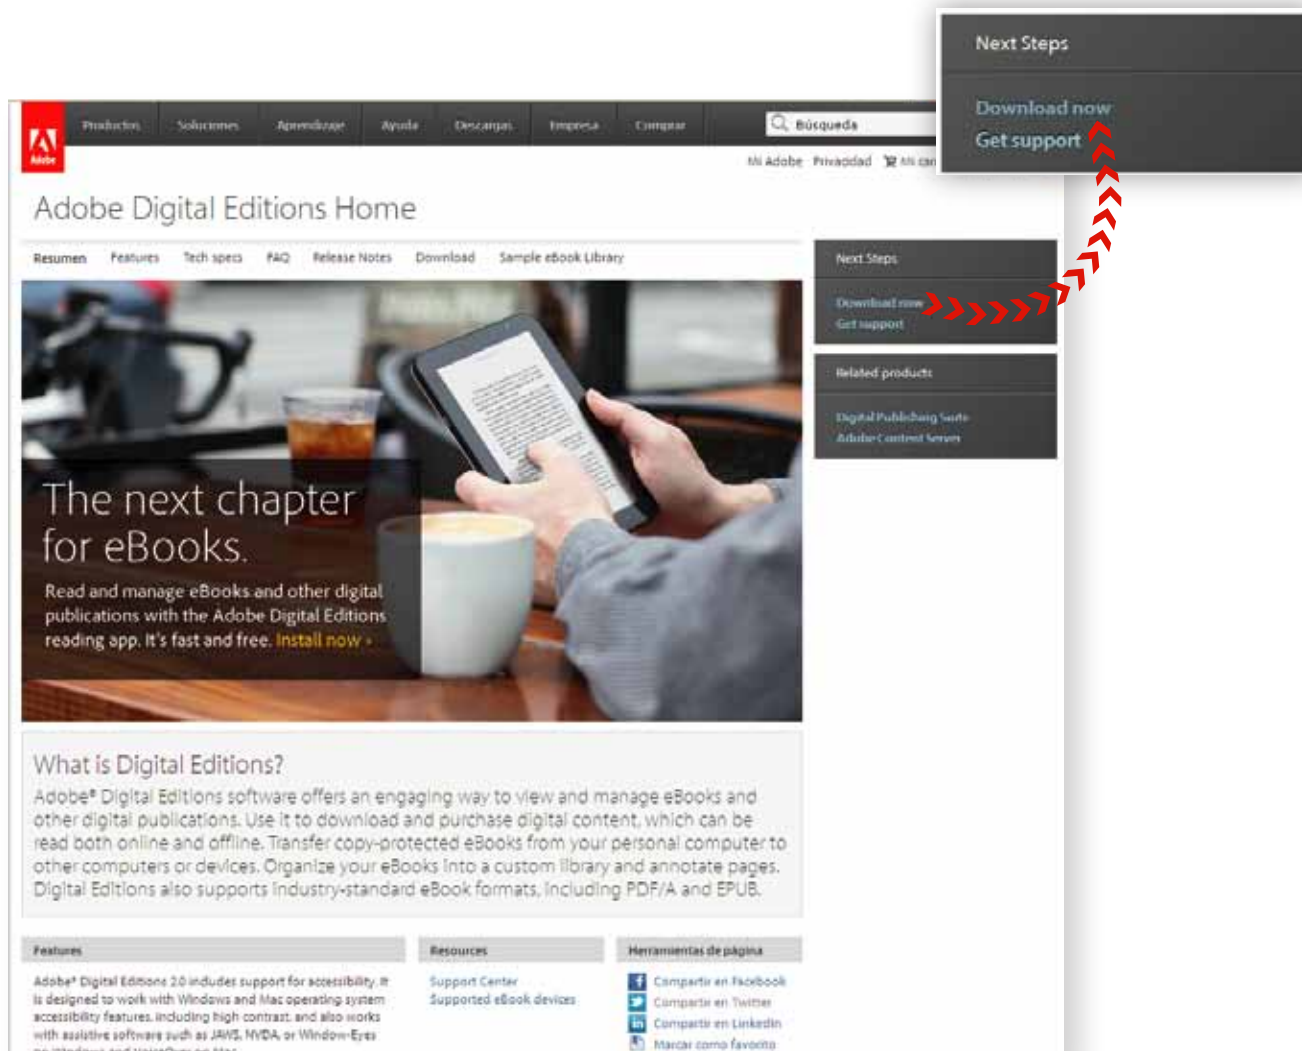 Next Steps
Download now
Get support
Adobe
Productos Soluciones Aprendizaje Ayuda Descargas Empresa Comprar
Búsqueda
Mi Adobe Privacidad Mi
Adobe Digital Editions Home
Resumen Features Tech specs FAQ Release Notes Download Sample eBook Library
The next chapter
for eBooks.
Read and manage eBooks and other digital
publications with the Adobe Digital Editions
reading app. It's fast and free. Install now ›
Next Steps
Download now
Get support
Related products
Digital Publishing Suite
Adobe Content Server
What is Digital Editions?
Adobe® Digital Editions software offers an engaging way to view and manage eBooks and
other digital publications. Use it to download and purchase digital content, which can be
read both online and offline. Transfer copy-protected eBooks from your personal computer to
other computers or devices. Organize your eBooks into a custom library and annotate pages.
Digital Editions also supports industry-standard eBook formats, including PDF/A and EPUB.
Features
Adobe® Digital Editions 2.0 includes support for accessibility. It
is designed to work with Windows and Mac operating system
accessibility features, including high contrast, and also works
with assistive software such as JAWS, NVDA, or Window-Eyes
on Windows and VoiceOver on Mac.
Resources
Support Center
Supported eBook devices
Herramientas de página
Compartir en Facebook
Compartir en Twitter
Compartir en LinkedIn
Marcar como favorito